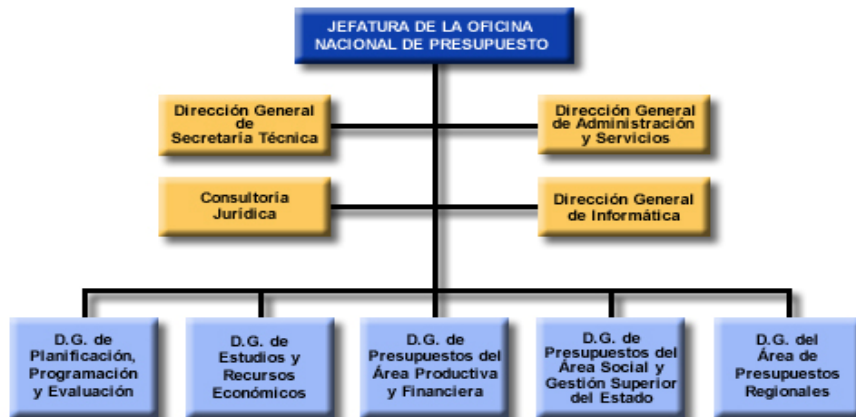 JEFATURA DE LA OFICINA
NACIONAL DE PRESUPUESTO
Dirección General
de
Secretaría Técnica
Dirección General
de Administración
y Servicios
Consultoría
Jurídica
Dirección General
de Informática
D.G. de
Planificación,
Programación
y Evaluación
D.G. de
Estudios y
Recursos
Económicos
D.G. de
Presupuestos del
Área Productiva
y Financiera
D.G. de
Presupuestos del
Área Social y
Gestión Superior
del Estado
D.G. del
Área de
Presupuestos
Regionales